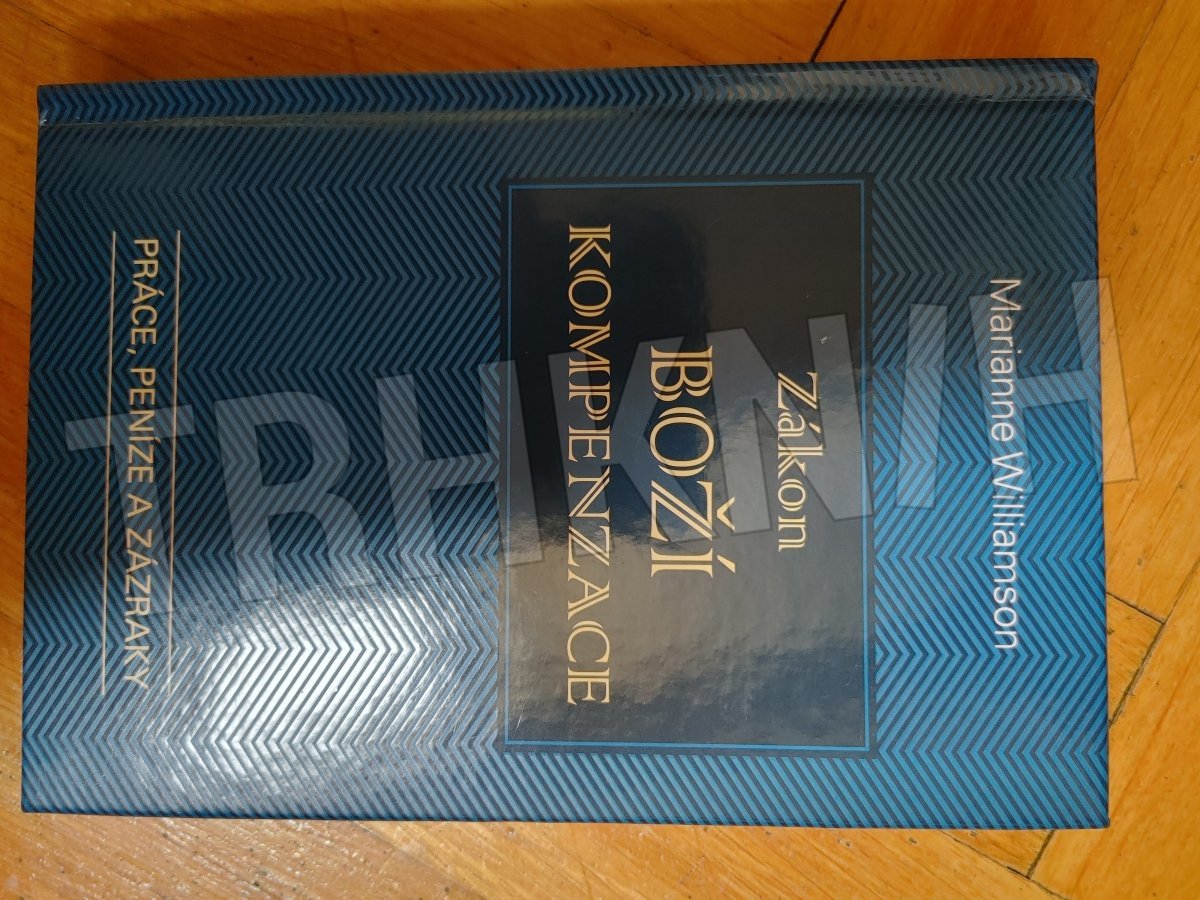 Marianne Williamson
Zákon
BOŽÍ
KOMPENZACE
PRÁCE, PENÍZE A ZÁZRAKY
TRHKNIH